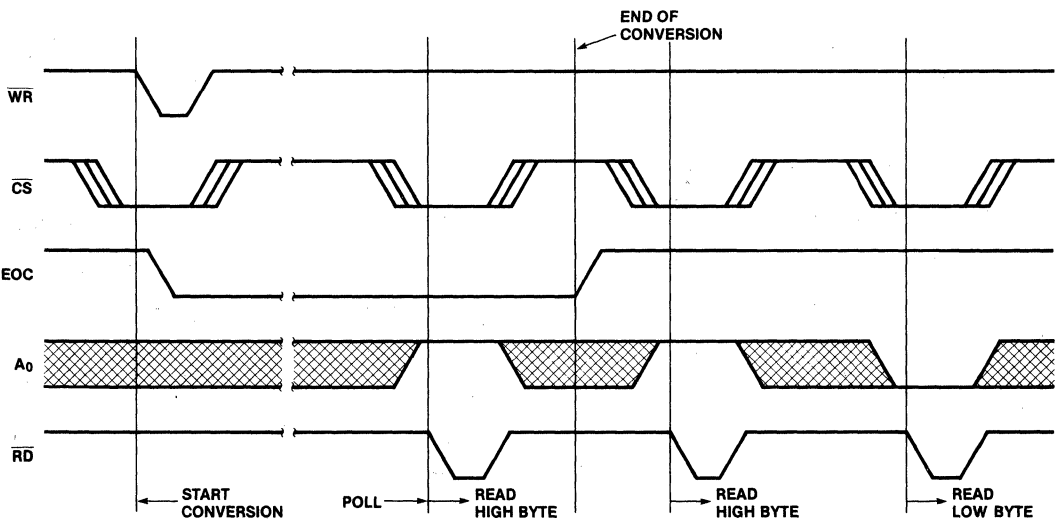 END OF
CONVERSION
WR
CS
EOC
A0
RD
START
CONVERSION
POLL
READ
HIGH BYTE
READ
HIGH BYTE
READ
LOW BYTE